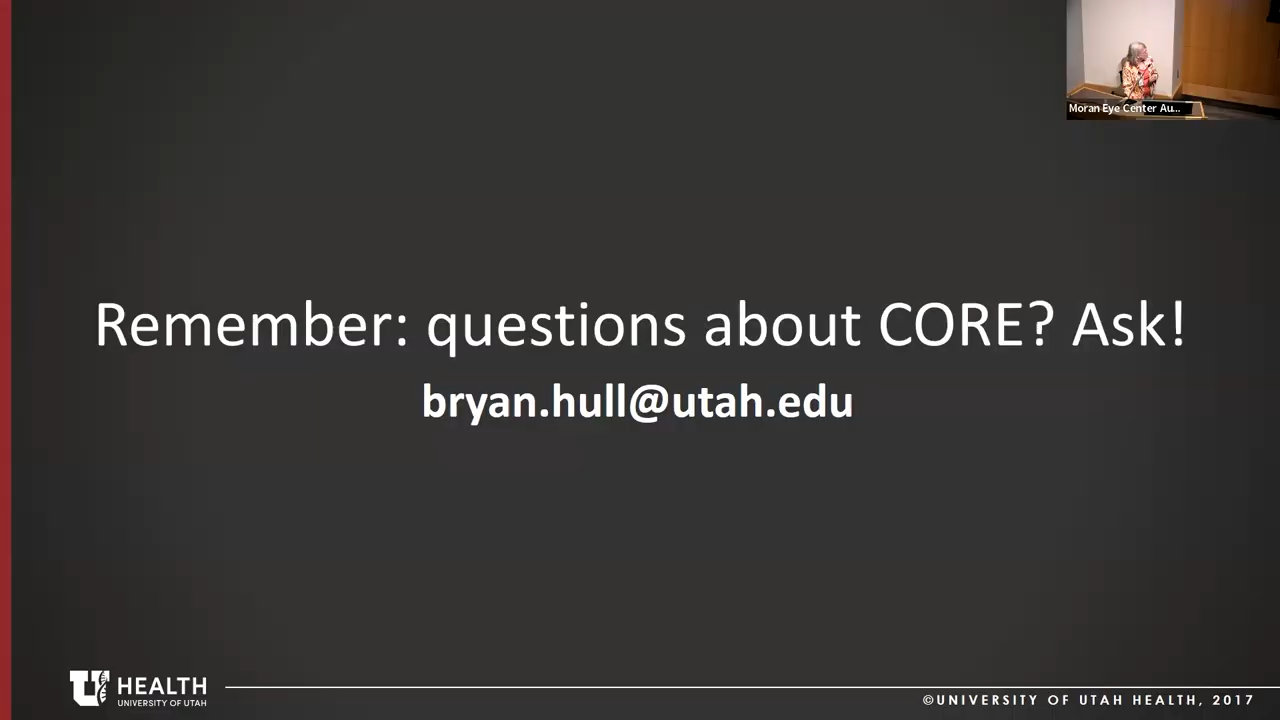 Moran Eye Center Au...
Remember: questions about CORE? Ask!
bryan.hull@utah.edu
U HEALTH
UNIVERSITY OF UTAH
©UNIVERSITY OF UTAH HEALTH, 2017